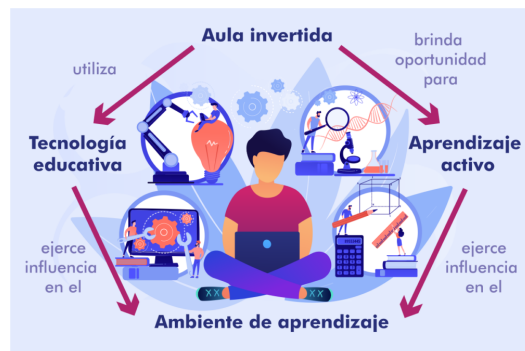 Aula invertida
utiliza
brinda
oportunidad
para
Tecnología
educativa
Aprendizaje
activo
ejerce
influencia
en el
ejerce
influencia
en el
Ambiente de aprendizaje